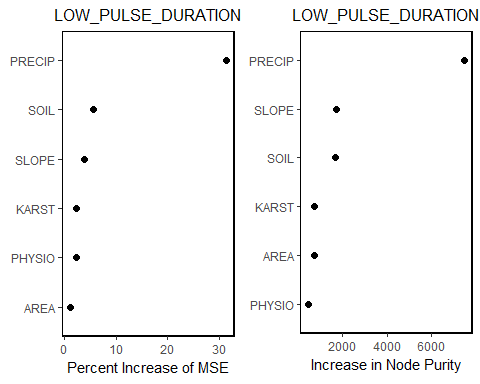 LOW_PULSE_DURATION
PRECIP
SOIL
SLOPE
KARST
PHYSIO
AREA
0 10 20 30
Percent Increase of MSE
LOW_PULSE_DURATION
PRECIP
SLOPE
SOIL
KARST
AREA
PHYSIO
2000 4000 6000
Increase in Node Purity